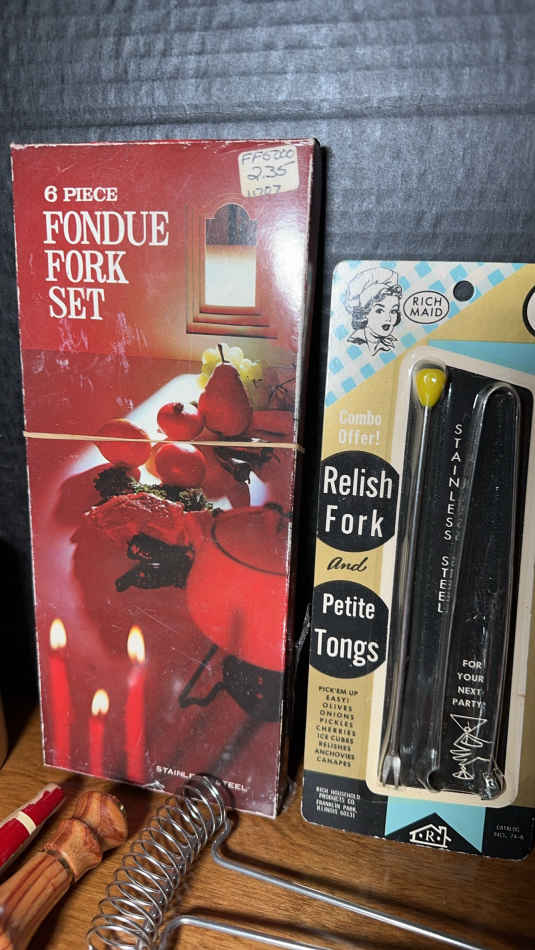 6 PIECE
FONDUE
FORK
SET
FF5200
2.35
STAINLESS STEEL
RICH
MAID
Combo
Offer!
Relish
Fork
And
Petite
Tongs
PICK'EM UP
EASY!
OLIVES
ONIONS
PICKLES
CHERRIES
ICE CUBES
RELISHES
ANCHOVIES
CANAPES
RICH HOUSEHOLD
PRODUCTS CO.
FRANKLIN PARK,
ILLINOIS 60131
STAINLESS STEEL
FOR
YOUR
NEXT
PARTY
R
CATALOG